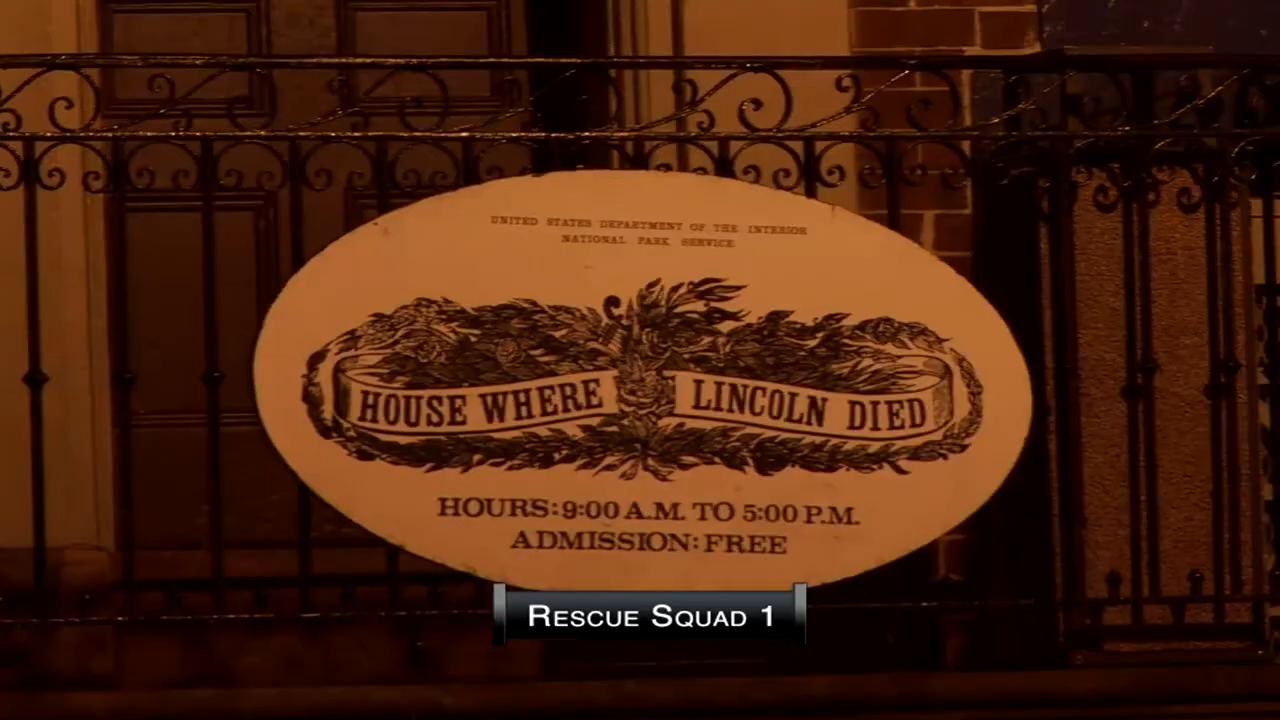 UNITED STATES DEPARTMENT OF THE INTERIOR
NATIONAL PARK SERVICE
HOUSE WHERE LINCOLN DIED
HOURS: 9:00 A.M. TO 5:00 P.M.
ADMISSION: FREE
RESCUE SQUAD 1